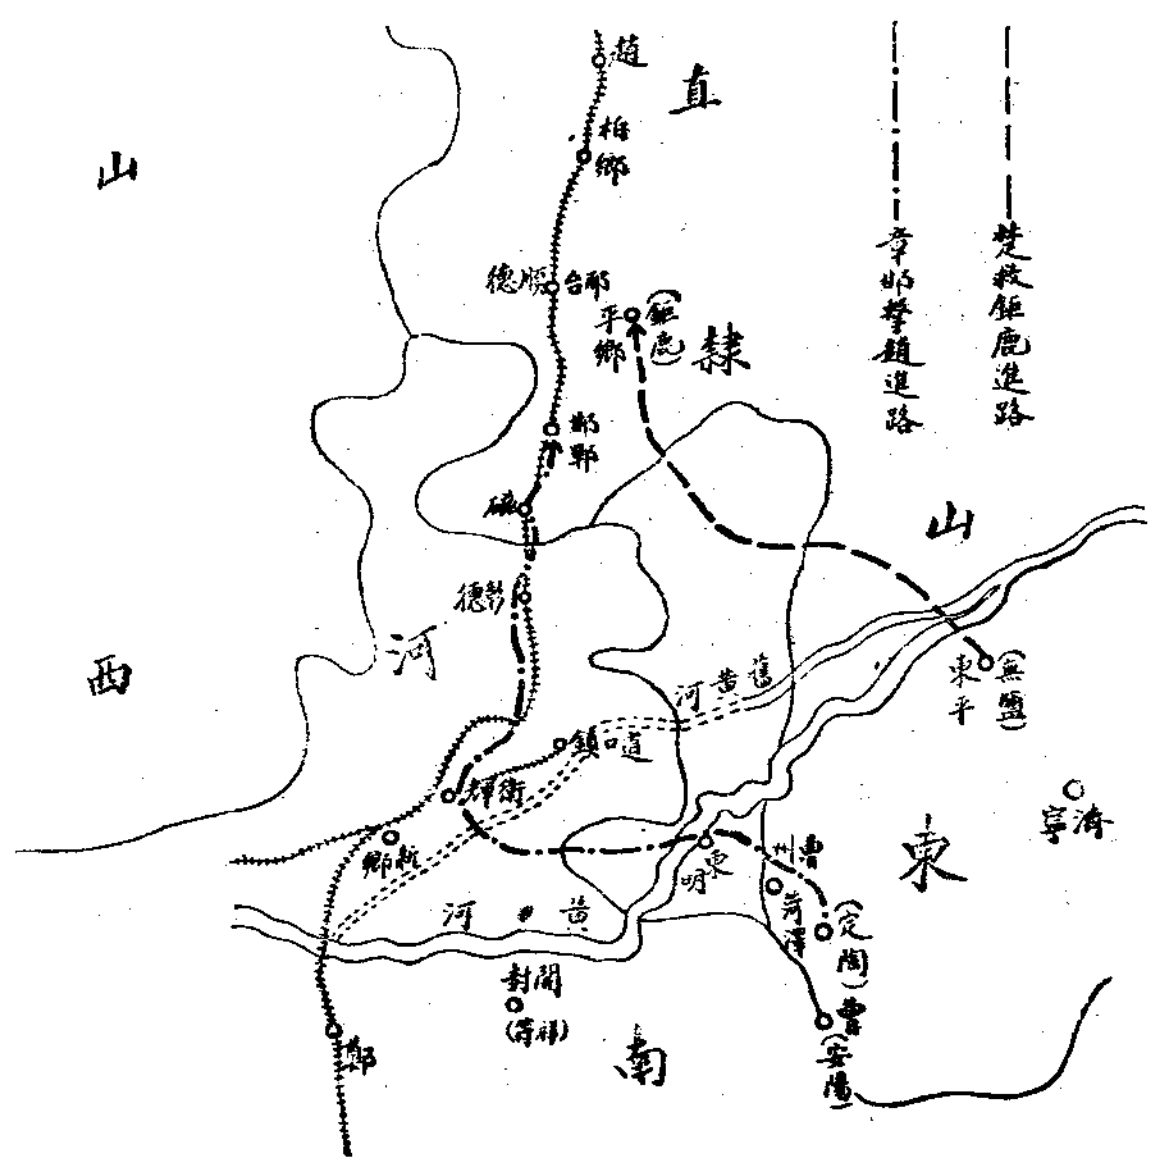 楚救鉅鹿進路
章邯擊趙進路
直
隸
山
西
河
南
山
東
趙
柏鄉
順德
邢台
平鄉
(鉅鹿)
邯鄲
磁
彰德
舊黃河
道口鎮
衛輝
新鄉
黃河
開封
(祥符)
鄭
東明
曹州
菏澤
(定陶)
曹
(安陽)
東平
(無鹽)
濟寧